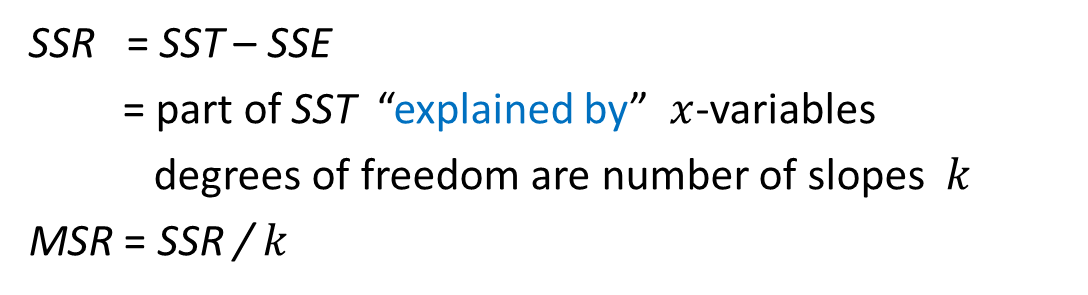 SSR = SST – SSE
= part of SST “explained by” x-variables
degrees of freedom are number of slopes k
MSR = SSR / k